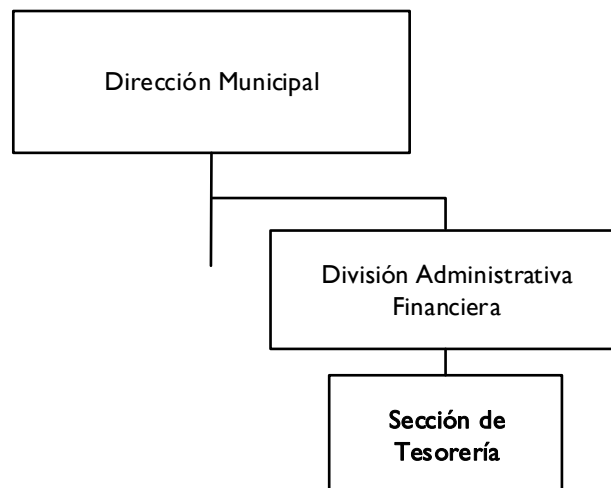 Dirección Municipal
División Administrativa
Financiera
Sección de
Tesorería